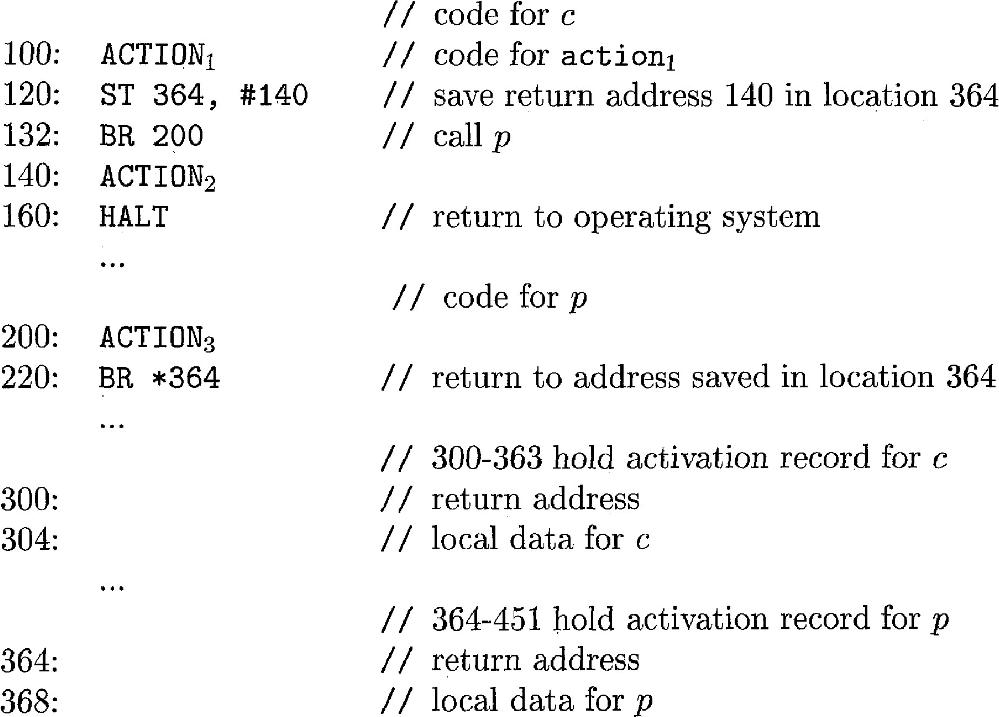 // code for c
100: ACTION₁ // code for action₁
120: ST 364, #140 // save return address 140 in location 364
132: BR 200 // call p
140: ACTION₂
160: HALT // return to operating system
...
// code for p
200: ACTION₃
220: BR *364 // return to address saved in location 364
...
// 300-363 hold activation record for c
300: // return address
304: // local data for c
...
// 364-451 hold activation record for p
364: // return address
368: // local data for p